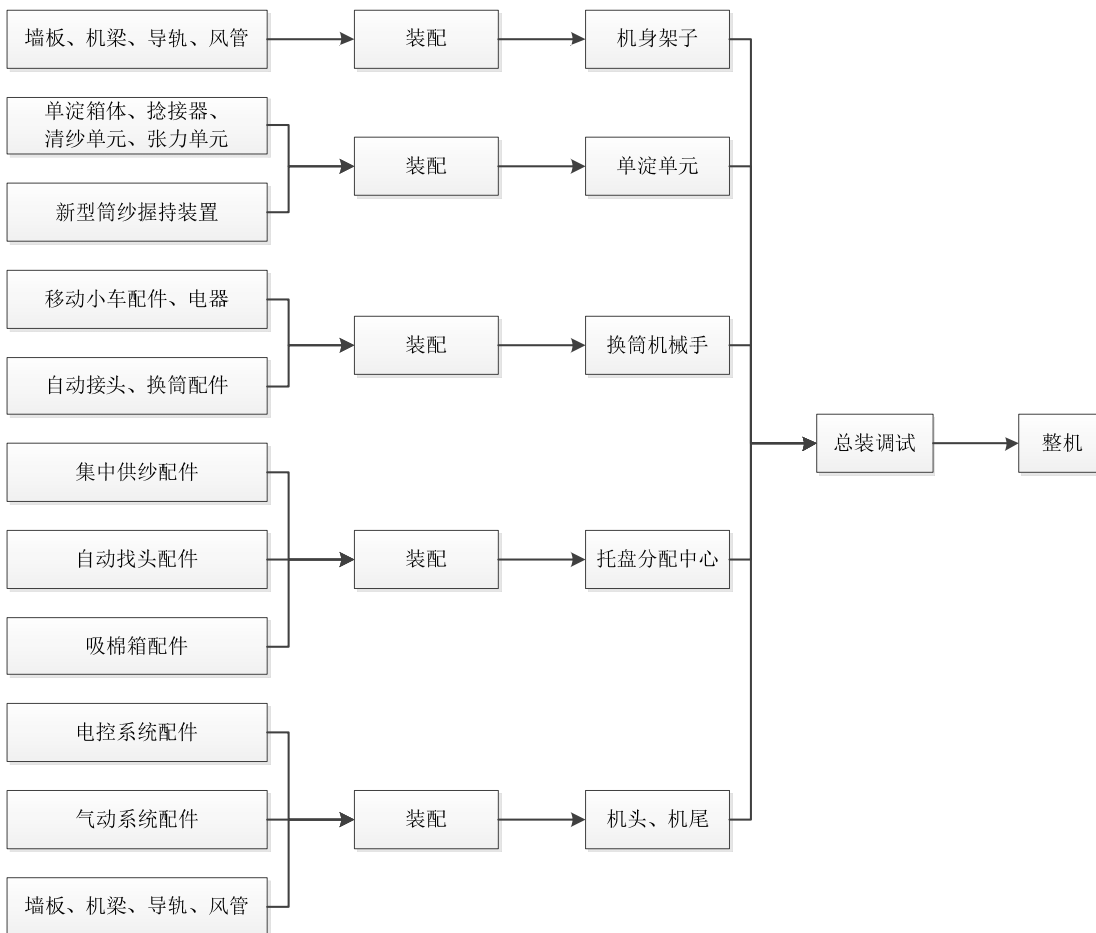 墙板、机梁、导轨、风管
装配
机身架子
单淀箱体、捻接器、
清纱单元、张力单元
装配
单淀单元
新型筒纱握持装置
移动小车配件、电器
装配
换筒机械手
自动接头、换筒配件
总装调试
整机
集中供纱配件
自动找头配件
装配
托盘分配中心
吸棉箱配件
电控系统配件
气动系统配件
装配
机头、机尾
墙板、机梁、导轨、风管